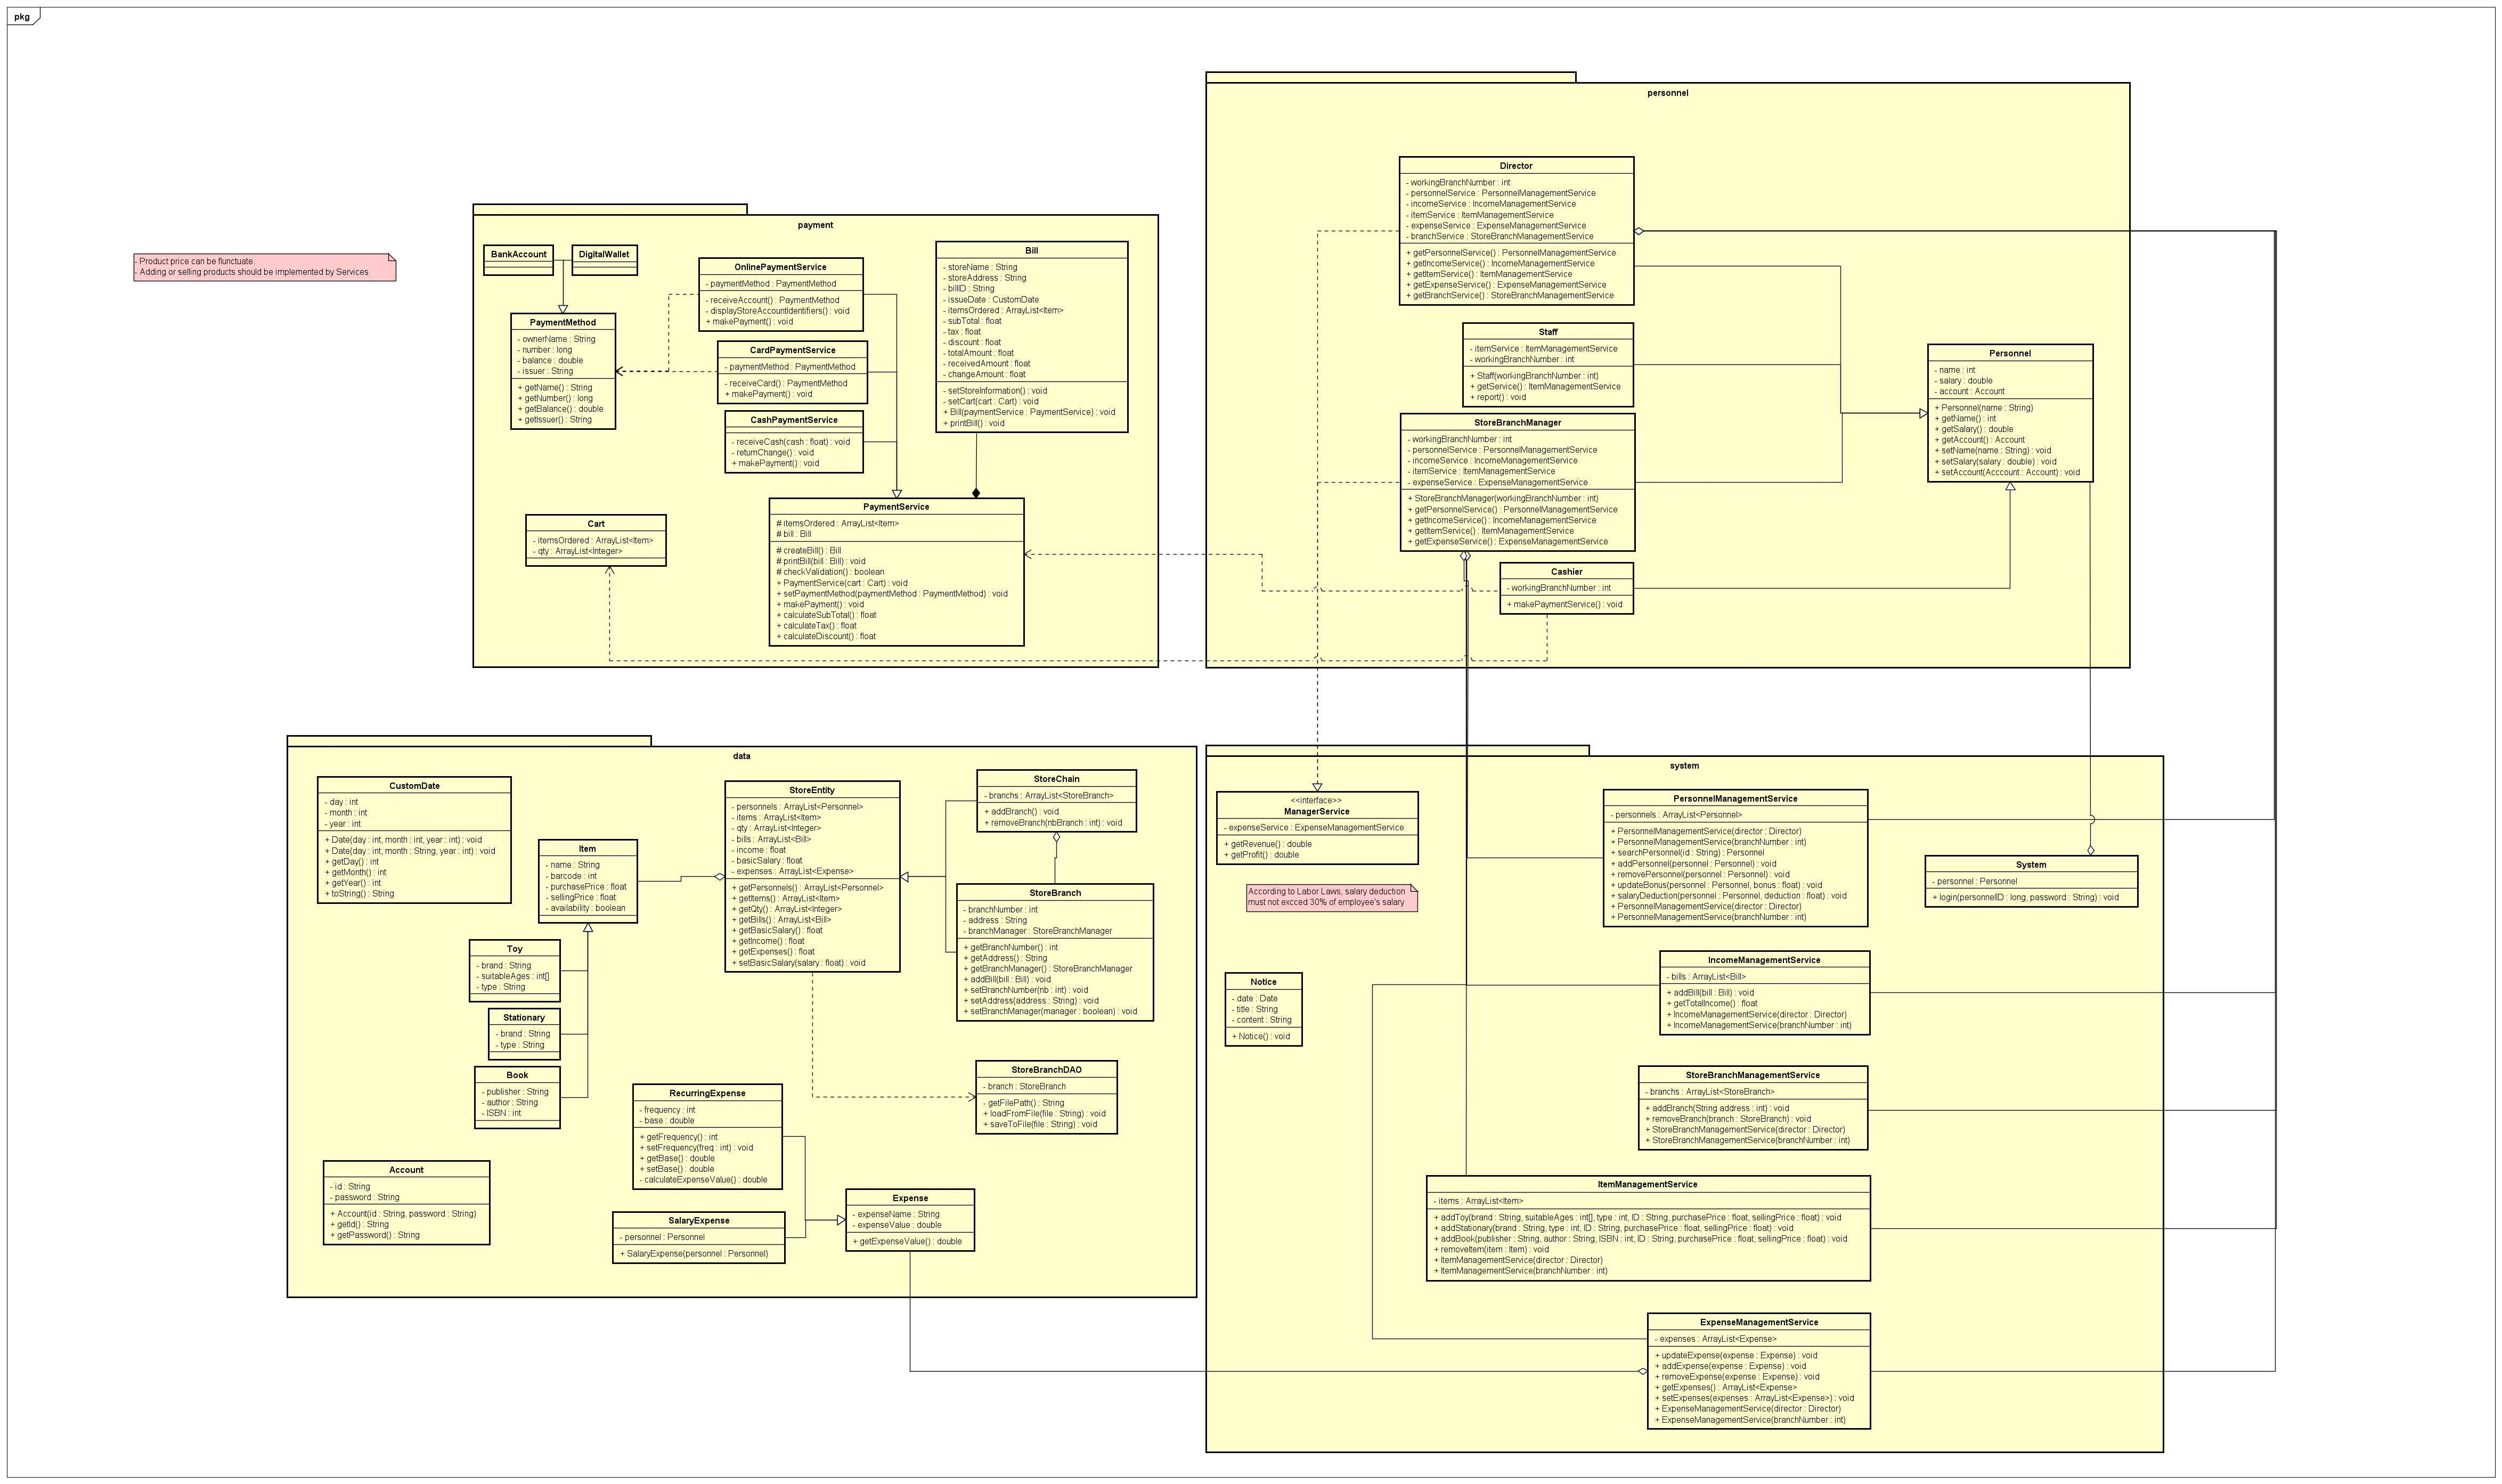 pkg
- Product price can be flunctuate.
- Adding or selling products should be implemented by Services
payment
BankAccount
DigitalWallet
PaymentMethod
- ownerName : String
- number : long
- balance : double
- issuer : String
+ getName() : String
+ getNumber() : long
+ getBalance() : double
+ getIssuer() : String
OnlinePaymentService
- paymentMethod : PaymentMethod
- receiveAccount() : PaymentMethod
- displayStoreAccountIdentifiers() : void
+ makePayment() : void
CardPaymentService
- paymentMethod : PaymentMethod
- receiveCard() : PaymentMethod
+ makePayment() : void
CashPaymentService
- receiveCash(cash : float) : void
- returnChange() : void
+ makePayment() : void
Bill
- storeName : String
- storeAddress : String
- billID : String
- issueDate : CustomDate
- itemsOrdered : ArrayList<Item>
- subTotal : float
- tax : float
- discount : float
- totalAmount : float
- receivedAmount : float
- changeAmount : float
- setStoreInformation() : void
- setCart(cart : Cart) : void
+ Bill(paymentService : PaymentService) : void
+ printBill() : void
Cart
- itemsOrdered : ArrayList<Item>
- qty : ArrayList<Integer>
PaymentService
# itemsOrdered : ArrayList<Item>
# bill : Bill
# createBill() : Bill
# printBill(bill : Bill) : void
# checkValidation() : boolean
+ PaymentService(cart : Cart) : void
+ setPaymentMethod(paymentMethod : PaymentMethod) : void
+ makePayment() : void
+ calculateSubTotal() : float
+ calculateTax() : float
+ calculateDiscount() : float
personnel
Director
- workingBranchNumber : int
- personnelService : PersonnelManagementService
- incomeService : IncomeManagementService
- itemService : ItemManagementService
- expenseService : ExpenseManagementService
- branchService : StoreBranchManagementService
+ getPersonnelService() : PersonnelManagementService
+ getIncomeService() : IncomeManagementService
+ getItemService() : ItemManagementService
+ getExpenseService() : ExpenseManagementService
+ getBranchService() : StoreBranchManagementService
Staff
- itemService : ItemManagementService
- workingBranchNumber : int
+ Staff(workingBranchNumber : int)
+ getService() : ItemManagementService
+ report() : void
StoreBranchManager
- workingBranchNumber : int
- personnelService : PersonnelManagementService
- incomeService : IncomeManagementService
- itemService : ItemManagementService
- expenseService : ExpenseManagementService
+ StoreBranchManager(workingBranchNumber : int)
+ getPersonnelService() : PersonnelManagementService
+ getIncomeService() : IncomeManagementService
+ getItemService() : ItemManagementService
+ getExpenseService() : ExpenseManagementService
Cashier
- workingBranchNumber : int
+ makePaymentService() : void
Personnel
- name : int
- salary : double
- account : Account
+ Personnel(name : String)
+ getName() : int
+ getSalary() : double
+ getAccount() : Account
+ setName(name : String) : void
+ setSalary(salary : double) : void
+ setAccount(Acccount : Account) : void
data
CustomDate
- day : int
- month : int
- year : int
+ Date(day : int, month : int, year : int) : void
+ Date(day : int, month : String, year : int) : void
+ getDay() : int
+ getMonth() : int
+ getYear() : int
+ toString() : String
Item
- name : String
- barcode : int
- purchasePrice : float
- sellingPrice : float
- availability : boolean
Toy
- brand : String
- suitableAges : int[]
- type : String
Stationary
- brand : String
- type : String
Book
- publisher : String
- author : String
- ISBN : int
Account
- id : String
- password : String
+ Account(id : String, password : String)
+ getId() : String
+ getPassword() : String
StoreEntity
- personnels : ArrayList<Personnel>
- items : ArrayList<Item>
- qty : ArrayList<Integer>
- bills : ArrayList<Bill>
- income : float
- basicSalary : float
- expenses : ArrayList<Expense>
+ getPersonnels() : ArrayList<Personnel>
+ getItems() : ArrayList<Item>
+ getQty() : ArrayList<Integer>
+ getBills() : ArrayList<Bill>
+ getBasicSalary() : float
+ getIncome() : float
+ getExpenses() : float
+ setBasicSalary(salary : float) : void
StoreChain
- branchs : ArrayList<StoreBranch>
+ addBranch() : void
+ removeBranch(nbBranch : int) : void
StoreBranch
- branchNumber : int
- address : String
- branchManager : StoreBranchManager
+ getBranchNumber() : int
+ getAddress() : String
+ getBranchManager() : StoreBranchManager
+ addBill(bill : Bill) : void
+ setBranchNumber(nb : int) : void
+ setAddress(address : String) : void
+ setBranchManager(manager : boolean) : void
StoreBranchDAO
- branch : StoreBranch
- getFilePath() : String
+ loadFromFile(file : String) : void
+ saveToFile(file : String) : void
RecurringExpense
- frequency : int
- base : double
+ getFrequency() : int
+ setFrequency(freq : int) : void
+ getBase() : double
+ setBase() : double
- calculateExpenseValue() : double
SalaryExpense
- personnel : Personnel
+ SalaryExpense(personnel : Personnel)
Expense
- expenseName : String
- expenseValue : double
+ getExpenseValue() : double
system
<<interface>>
ManagerService
- expenseService : ExpenseManagementService
+ getRevenue() : double
+ getProfit() : double
According to Labor Laws, salary deduction
must not excced 30% of employee's salary
Notice
- date : Date
- title : String
- content : String
+ Notice() : void
PersonnelManagementService
- personnels : ArrayList<Personnel>
+ PersonnelManagementService(director : Director)
+ PersonnelManagementService(branchNumber : int)
+ searchPersonnel(id : String) : Personnel
+ addPersonnel(personnel : Personnel) : void
+ removePersonnel(personnel : Personnel) : void
+ updateBonus(personnel : Personnel, bonus : float) : void
+ salaryDeduction(personnel : Personnel, deduction : float) : void
+ PersonnelManagementService(director : Director)
+ PersonnelManagementService(branchNumber : int)
System
- personnel : Personnel
+ login(personnelID : long, password : String) : void
IncomeManagementService
- bills : ArrayList<Bill>
+ addBill(bill : Bill) : void
+ getTotalIncome() : float
+ IncomeManagementService(director : Director)
+ IncomeManagementService(branchNumber : int)
StoreBranchManagementService
- branchs : ArrayList<StoreBranch>
+ addBranch(String address : int) : void
+ removeBranch(branch : StoreBranch) : void
+ StoreBranchManagementService(director : Director)
+ StoreBranchManagementService(branchNumber : int)
ItemManagementService
- items : ArrayList<Item>
+ addToy(brand : String, suitableAges : int[], type : int, ID : String, purchasePrice : float, sellingPrice : float) : void
+ addStationary(brand : String, type : int, ID : String, purchasePrice : float, sellingPrice : float) : void
+ addBook(publisher : String, author : String, ISBN : int, ID : String, purchasePrice : float, sellingPrice : float) : void
+ removeItem(item : Item) : void
+ ItemManagementService(director : Director)
+ ItemManagementService(branchNumber : int)
ExpenseManagementService
- expenses : ArrayList<Expense>
+ updateExpense(expense : Expense) : void
+ addExpense(expense : Expense) : void
+ removeExpense(expense : Expense) : void
+ getExpenses() : ArrayList<Expense>
+ setExpenses(expenses : ArrayList<Expense>) : void
+ ExpenseManagementService(director : Director)
+ ExpenseManagementService(branchNumber : int)